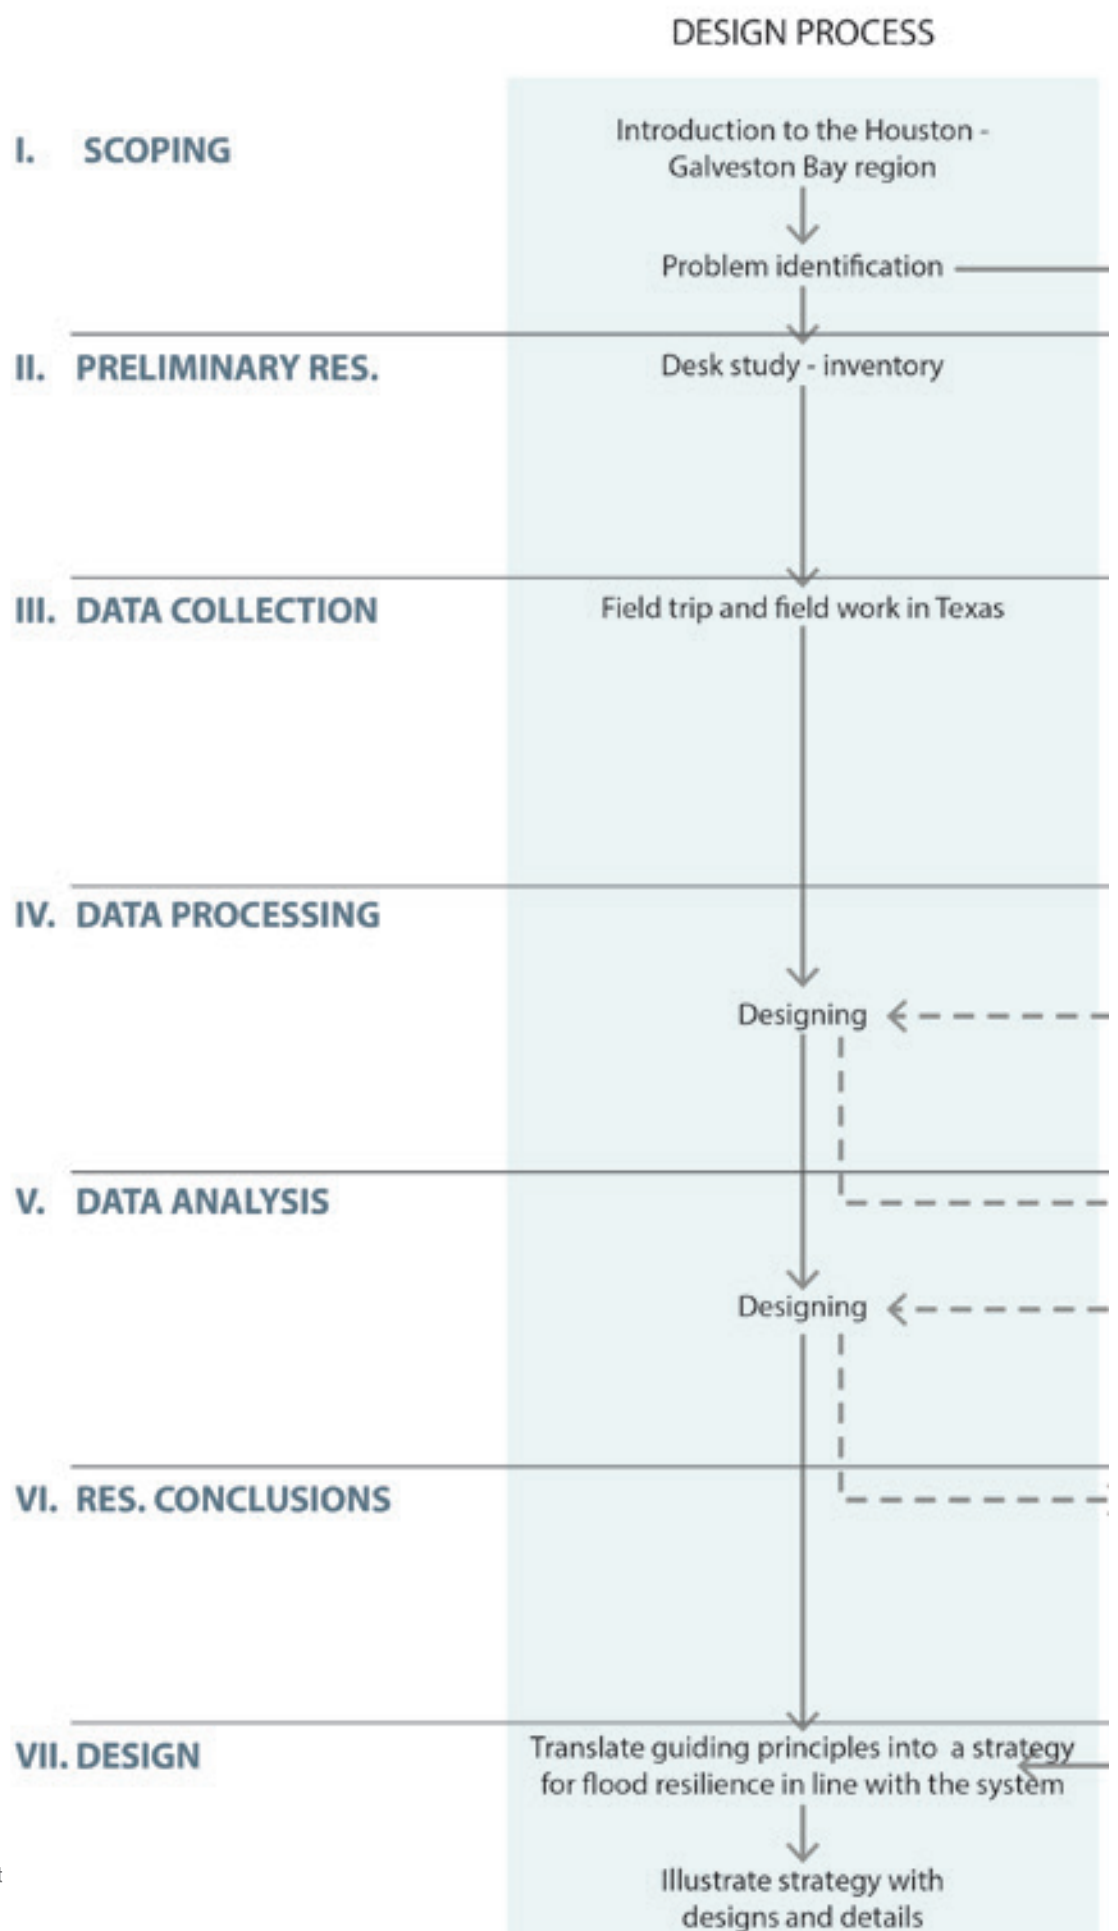 DESIGN PROCESS
I. SCOPING
Introduction to the Houston -
Galveston Bay region
Problem identification
II. PRELIMINARY RES.
Desk study - inventory
III. DATA COLLECTION
Field trip and field work in Texas
IV. DATA PROCESSING
Designing
V. DATA ANALYSIS
Designing
VI. RES. CONCLUSIONS
VII. DESIGN
Translate guiding principles into a strategy
for flood resilience in line with the system
Illustrate strategy with
designs and details